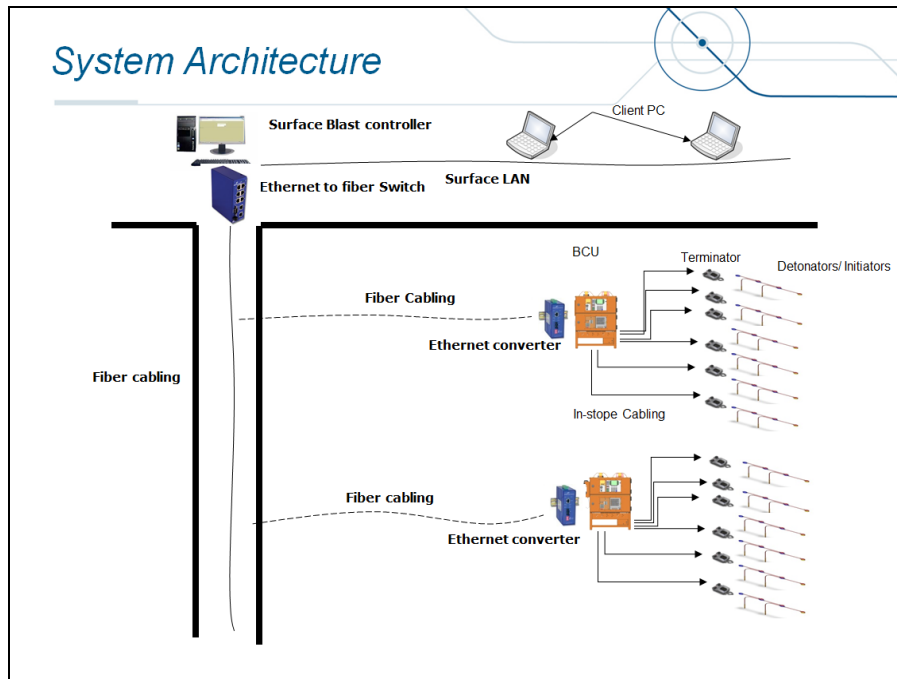 System Architecture
Client PC
Surface Blast controller
Surface LAN
Ethernet to fiber Switch
BCU
Terminator
Detonators/ Initiators
Fiber Cabling
Ethernet converter
Fiber cabling
In-stope Cabling
Fiber cabling
Ethernet converter